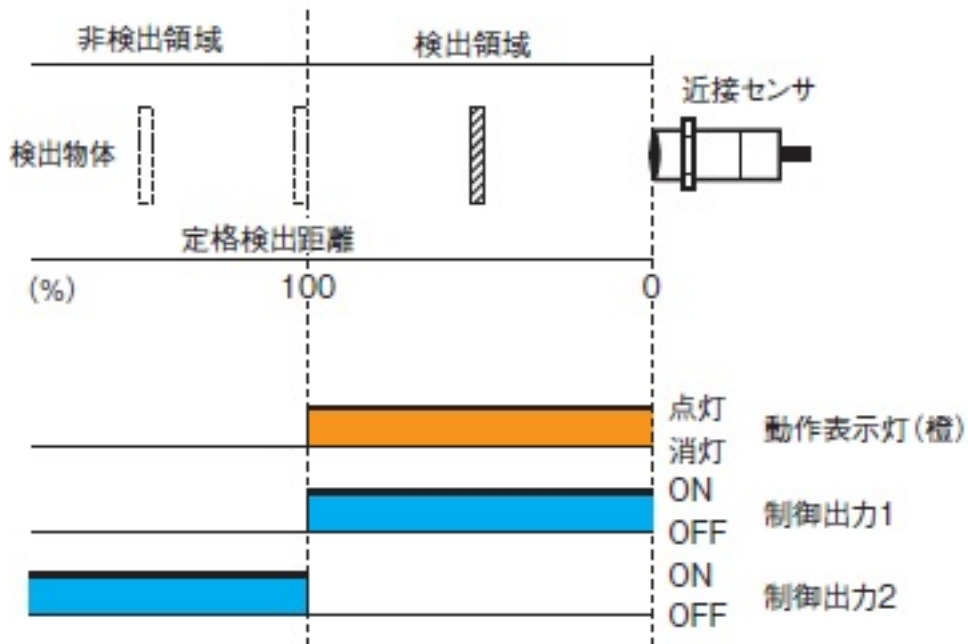 非検出領域
検出領域
近接センサ
検出物体
定格検出距離
(%)
100
0
点灯
消灯
動作表示灯(橙)
ON
OFF
制御出力1
ON
OFF
制御出力2